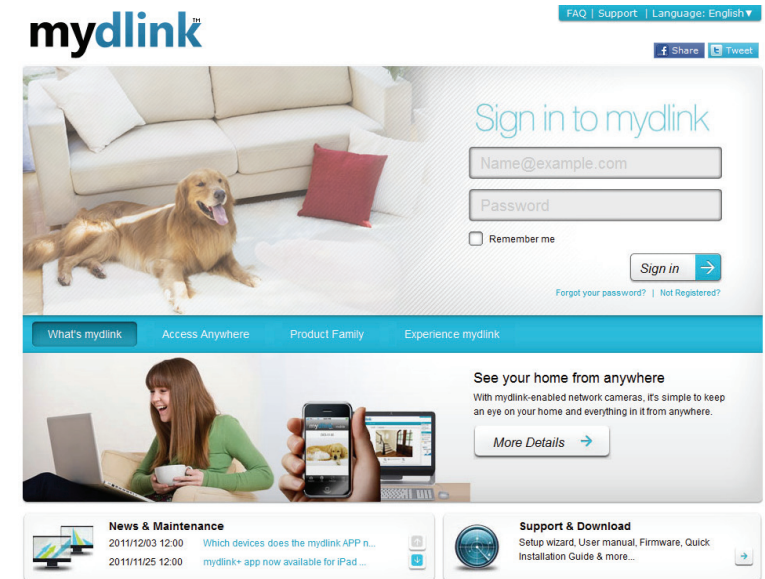 FAQ | Support | Language: English▼
mydlink™
f Share
t Tweet
Sign in to mydlink
Name@example.com
Password
Remember me
Sign in
Forgot your password? | Not Registered?
What's mydlink
Access Anywhere
Product Family
Experience mydlink
See your home from anywhere
With mydlink-enabled network cameras, it's simple to keep
an eye on your home and everything in it from anywhere.
More Details
News & Maintenance
2011/12/03 12:00 Which devices does the mydlink APP n...
2011/11/25 12:00 mydlink+ app now available for iPad ...
Support & Download
Setup wizard, User manual, Firmware, Quick
Installation Guide & more...